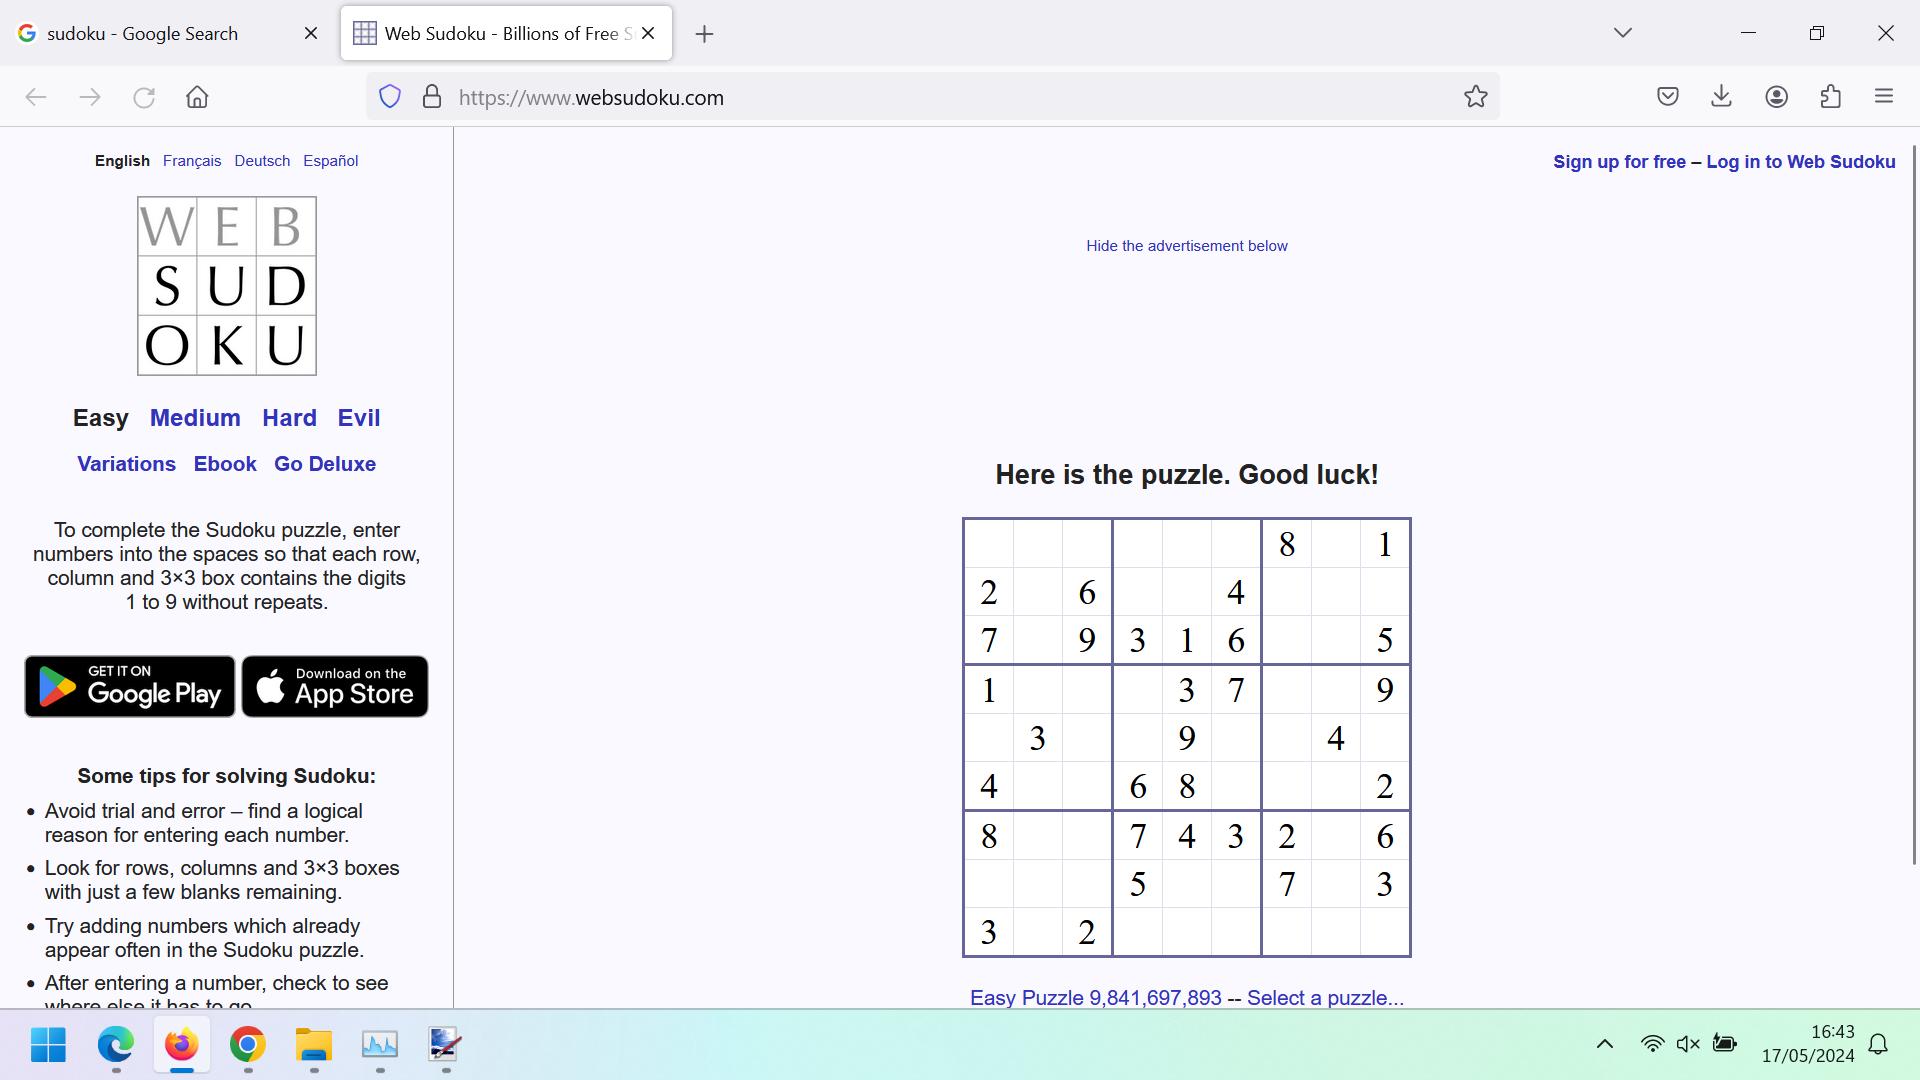 sudoku - Google Search
Web Sudoku - Billions of Free S
https://www.websudoku.com
English Français Deutsch Español
Sign up for free – Log in to Web Sudoku
WEB
SUD
OKU
Hide the advertisement below
Easy Medium Hard Evil
Variations Ebook Go Deluxe
To complete the Sudoku puzzle, enter
numbers into the spaces so that each row,
column and 3×3 box contains the digits
1 to 9 without repeats.
GET IT ON
Google Play
Download on the
App Store
Some tips for solving Sudoku:
• Avoid trial and error – find a logical
reason for entering each number.
• Look for rows, columns and 3×3 boxes
with just a few blanks remaining.
• Try adding numbers which already
appear often in the Sudoku puzzle.
• After entering a number, check to see
where else it has to go.
Here is the puzzle. Good luck!
8 1
2 6 4
7 9 3 1 6 5
1 3 7 9
3 9 4
4 6 8 2
8 7 4 3 2 6
5 7 3
3 2
Easy Puzzle 9,841,697,893 -- Select a puzzle...
16:43
17/05/2024